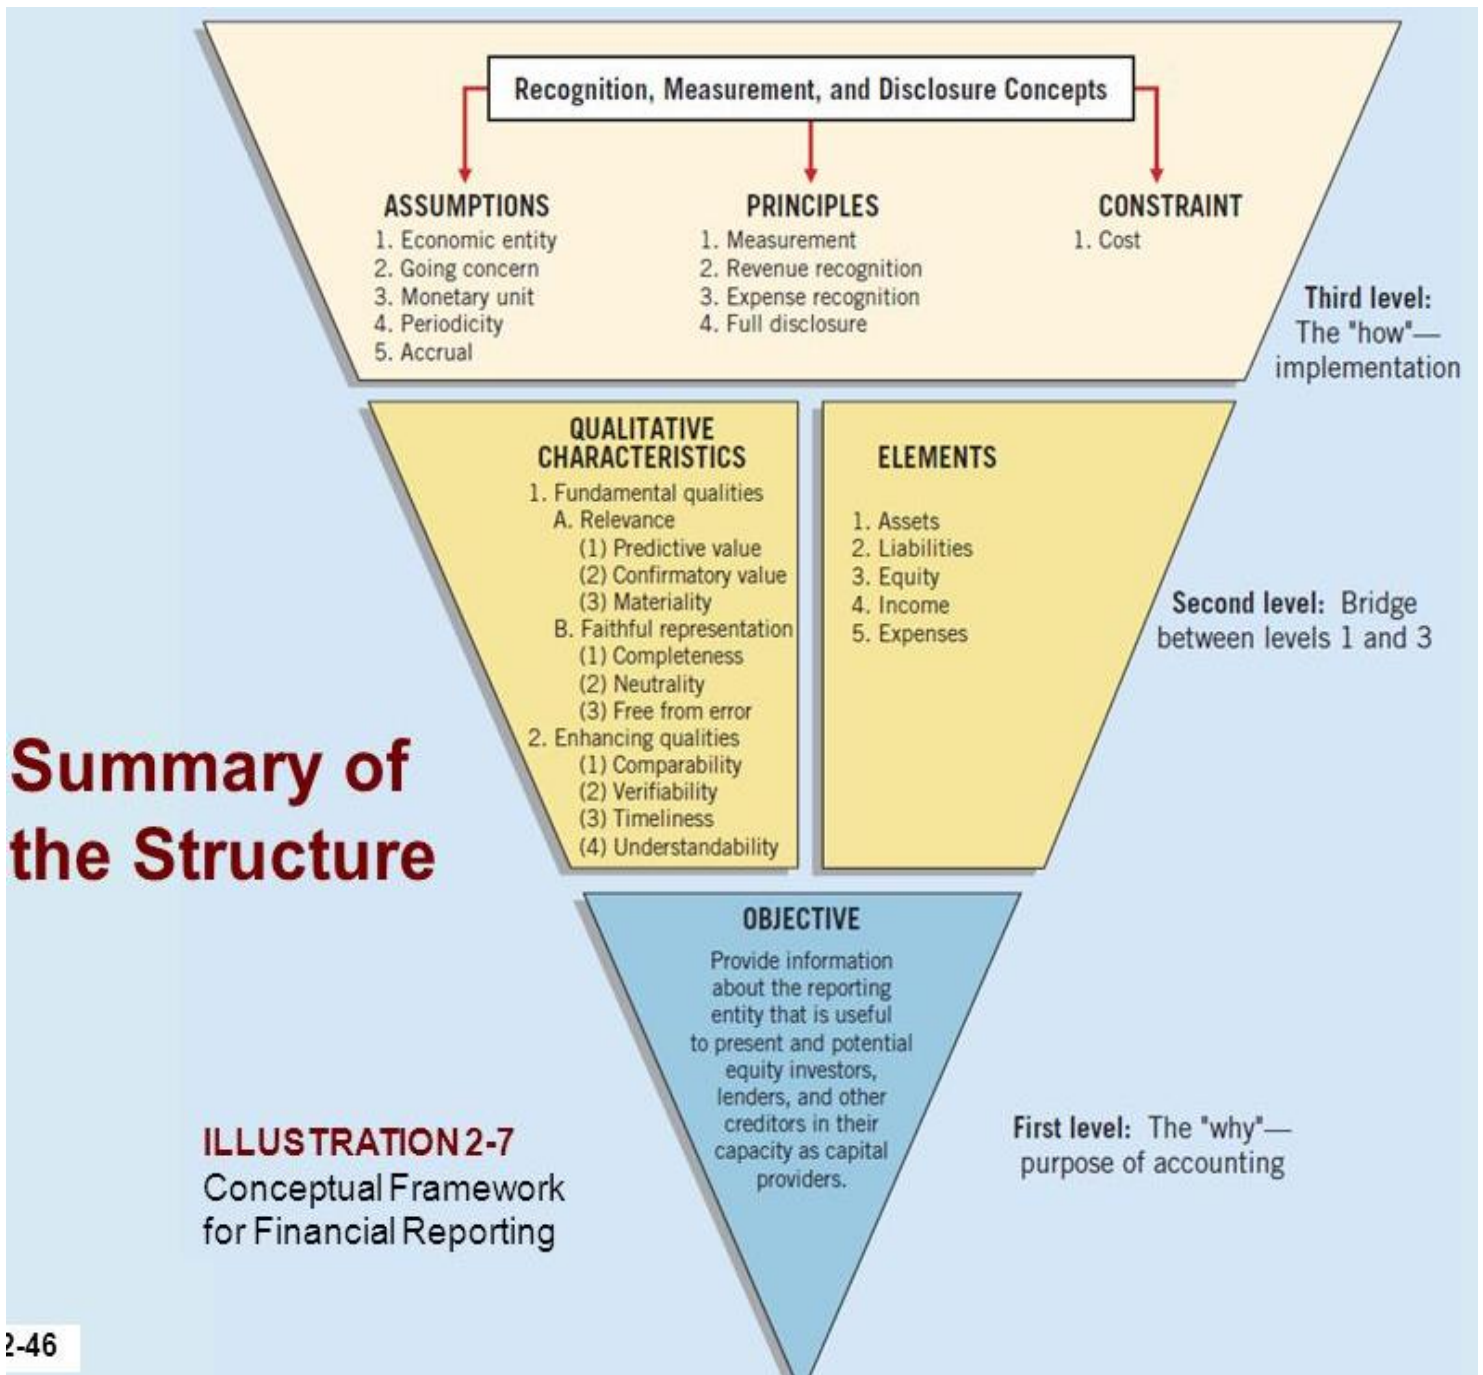 Recognition, Measurement, and Disclosure Concepts
ASSUMPTIONS
1. Economic entity
2. Going concern
3. Monetary unit
4. Periodicity
5. Accrual
PRINCIPLES
1. Measurement
2. Revenue recognition
3. Expense recognition
4. Full disclosure
CONSTRAINT
1. Cost
Third level:
The "how"—
implementation
QUALITATIVE
CHARACTERISTICS
1. Fundamental qualities
A. Relevance
(1) Predictive value
(2) Confirmatory value
(3) Materiality
B. Faithful representation
(1) Completeness
(2) Neutrality
(3) Free from error
2. Enhancing qualities
(1) Comparability
(2) Verifiability
(3) Timeliness
(4) Understandability
ELEMENTS
1. Assets
2. Liabilities
3. Equity
4. Income
5. Expenses
Second level: Bridge
between levels 1 and 3
Summary of
the Structure
OBJECTIVE
Provide information
about the reporting
entity that is useful
to present and potential
equity investors,
lenders, and other
creditors in their
capacity as capital
providers.
First level: The "why"—
purpose of accounting
ILLUSTRATION 2-7
Conceptual Framework
for Financial Reporting
2-46